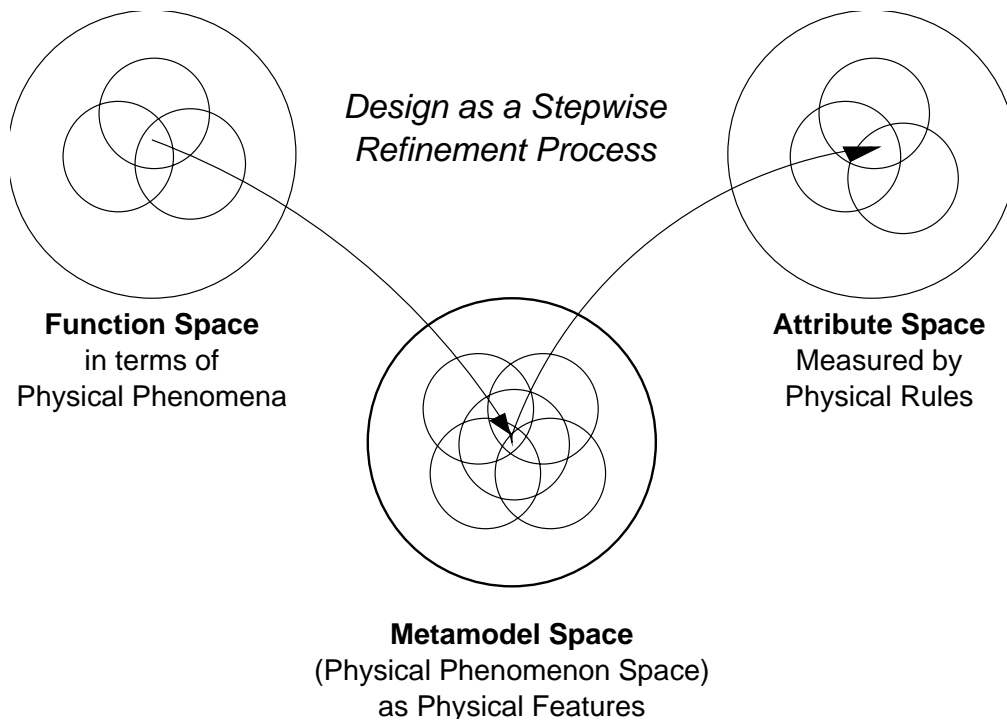 Design as a Stepwise
Refinement Process
Function Space
in terms of
Physical Phenomena
Attribute Space
Measured by
Physical Rules
Metamodel Space
(Physical Phenomenon Space)
as Physical Features